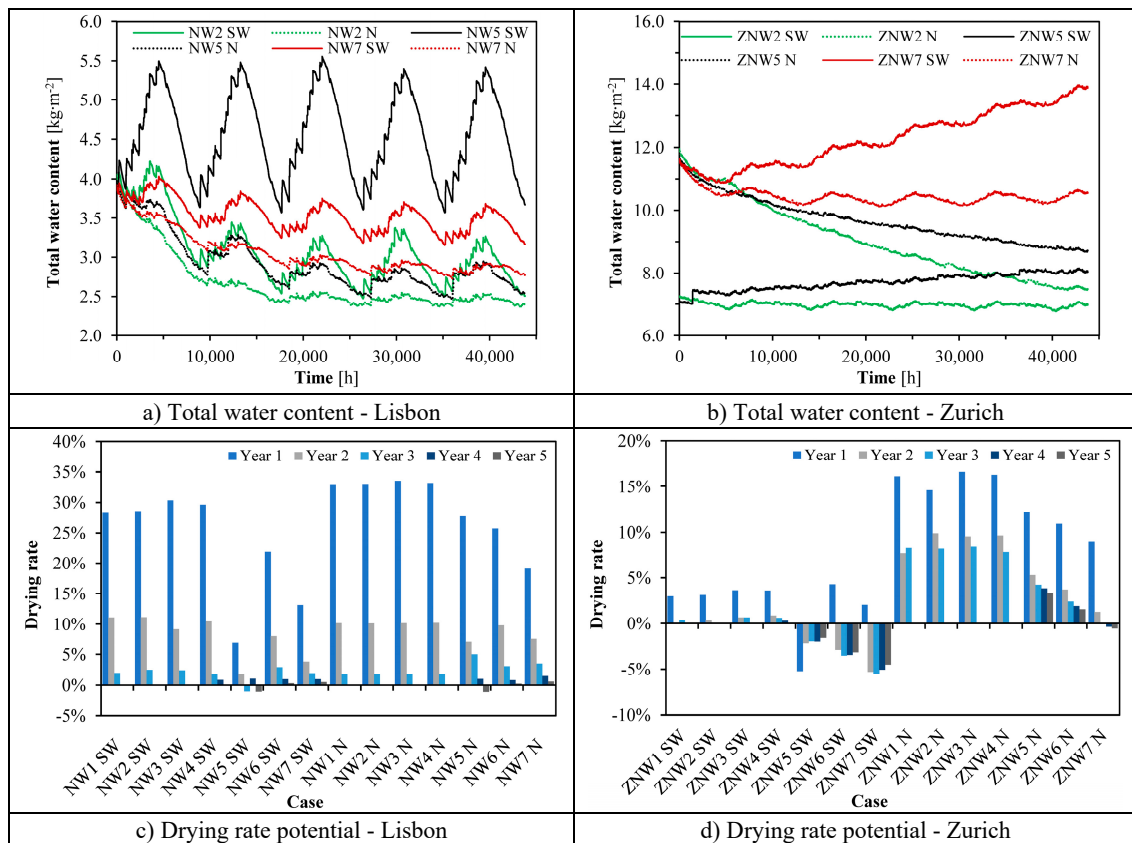 6.0
5.5
5.0
4.5
4.0
3.5
3.0
2.5
2.0
Total water content [kg·m-2]
NW2 SW NW2 N NW5 SW
NW5 N NW7 SW NW7 N
0 10,000 20,000 30,000 40,000
Time [h]
a) Total water content - Lisbon
16.0
14.0
12.0
10.0
8.0
6.0
Total water content [kg·m-2]
ZNW2 SW ZNW2 N ZNW5 SW
ZNW5 N ZNW7 SW ZNW7 N
0 10,000 20,000 30,000 40,000
Time [h]
b) Total water content - Zurich
40%
35%
30%
25%
20%
15%
10%
5%
0%
-5%
Drying rate
Year 1 Year 2 Year 3 Year 4 Year 5
NW1 SW NW2 SW NW3 SW NW4 SW NW5 SW NW6 SW NW7 SW NW1 N NW2 N NW3 N NW4 N NW5 N NW6 N NW7 N
Case
c) Drying rate potential - Lisbon
20%
15%
10%
5%
0%
-5%
-10%
Drying rate
Year 1 Year 2 Year 3 Year 4 Year 5
ZNW1 SW ZNW2 SW ZNW3 SW ZNW4 SW ZNW5 SW ZNW6 SW ZNW7 SW ZNW1 N ZNW2 N ZNW3 N ZNW4 N ZNW5 N ZNW6 N ZNW7 N
Case
d) Drying rate potential - Zurich